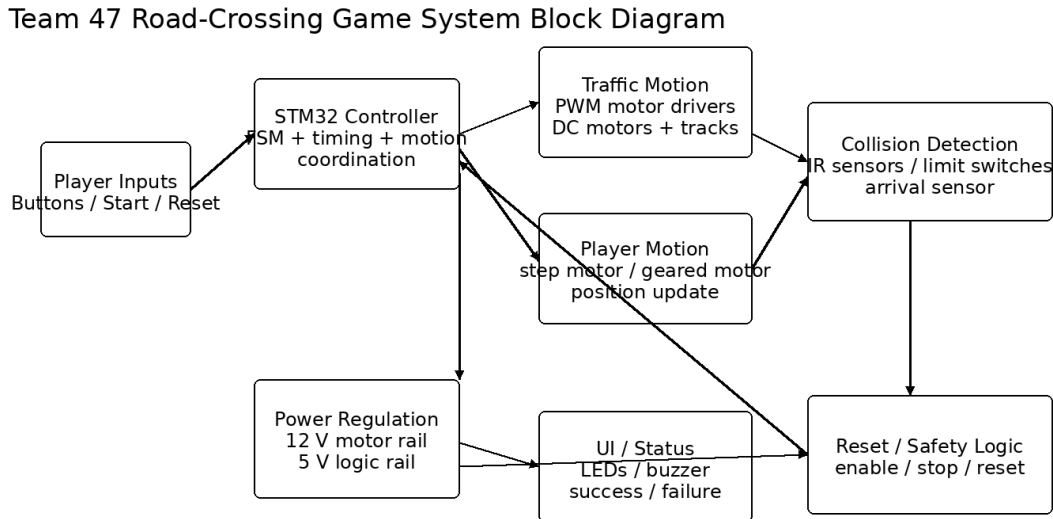 Team 47 Road-Crossing Game System Block Diagram
Player Inputs
Buttons / Start / Reset
STM32 Controller
FSM + timing + motion
coordination
Traffic Motion
PWM motor drivers
DC motors + tracks
Collision Detection
IR sensors / limit switches
arrival sensor
Player Motion
step motor / geared motor
position update
Power Regulation
12 V motor rail
5 V logic rail
UI / Status
LEDs / buzzer
success / failure
Reset / Safety Logic
enable / stop / reset